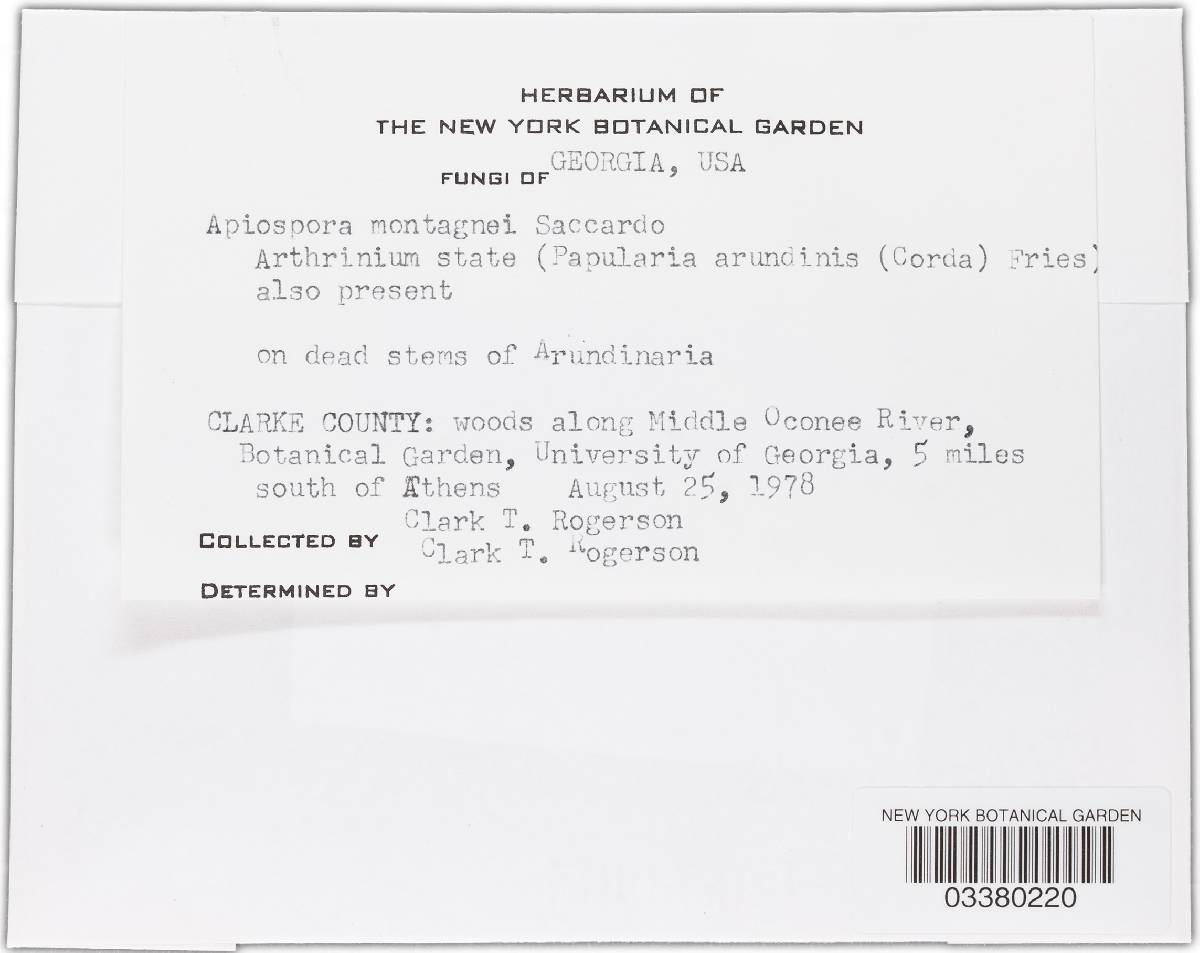 HERBARIUM OF
THE NEW YORK BOTANICAL GARDEN
FUNGI OF GEORGIA, USA
Apiospora montagnei Saccardo
Arthrinium state (Papularia arundinis (Corda) Fries)
also present
on dead stems of Arundinaria
CLARKE COUNTY: woods along Middle Oconee River,
Botanical Garden, University of Georgia, 5 miles
south of Athens August 25, 1978
Clark T. Rogerson
COLLECTED BY Clark T. Rogerson
DETERMINED BY
NEW YORK BOTANICAL GARDEN
03380220